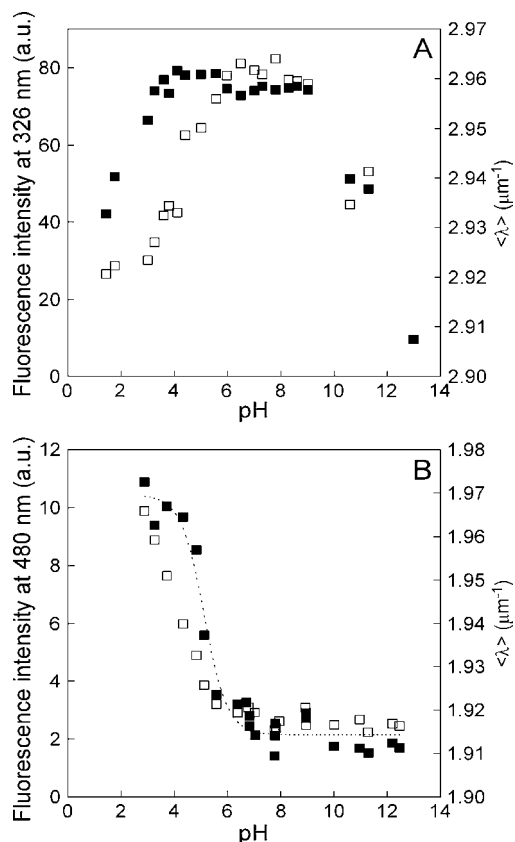 A
Fluorescence intensity at 326 nm (a.u.)
80
60
40
20
0
2.97
2.96
2.95
2.94
2.93
2.92
2.91
2.90
<λ> (μm-1)
0 2 4 6 8 10 12 14
pH
B
Fluorescence intensity at 480 nm (a.u.)
12
10
8
6
4
2
0
1.98
1.97
1.96
1.95
1.94
1.93
1.92
1.91
1.90
<λ> (μm-1)
0 2 4 6 8 10 12 14
pH